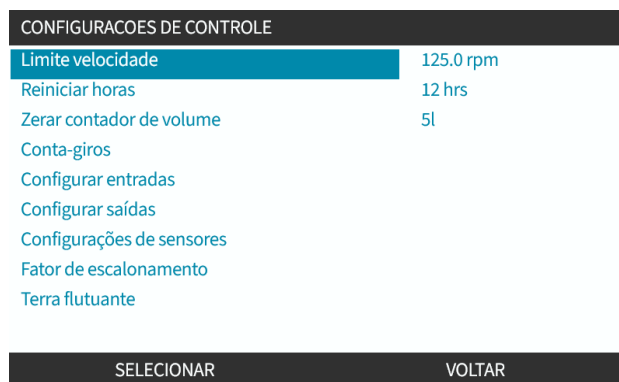 CONFIGURACOES DE CONTROLE
Limite velocidade 125.0 rpm
Reiniciar horas 12 hrs
Zerar contador de volume 5l
Conta-giros
Configurar entradas
Configurar saídas
Configurações de sensores
Fator de escalonamento
Terra flutuante
SELECIONAR VOLTAR